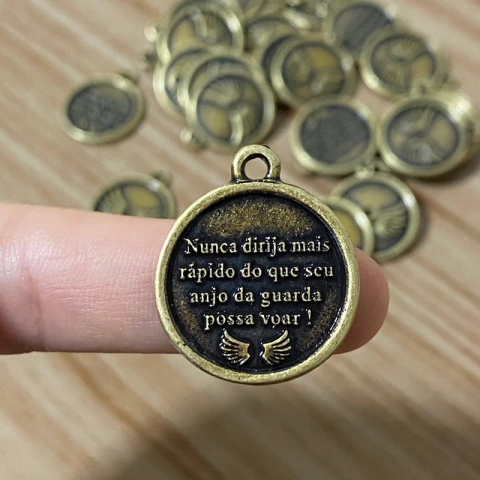 Nunca dirija mais
rápido do que seu
anjo da guarda
possa voar !